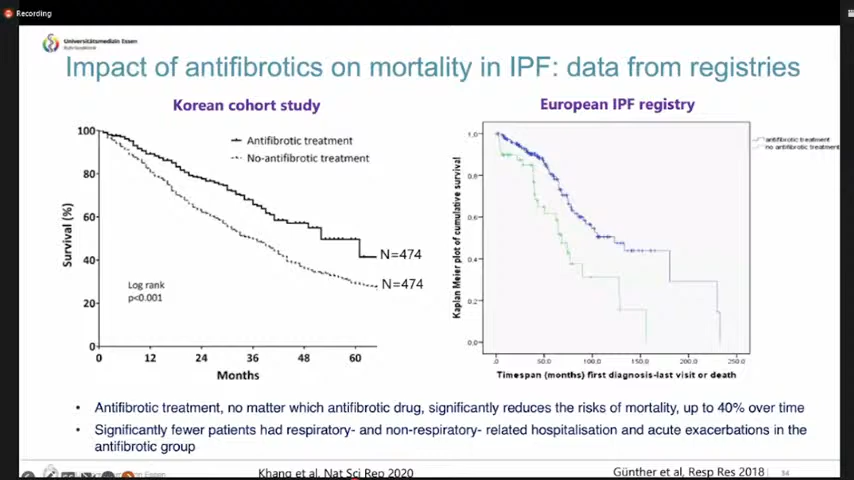 Recording
Universitätsmedizin Essen
Impact of antifibrotics on mortality in IPF: data from registries
Korean cohort study
European IPF registry
100
80
60
40
20
0
Survival (%)
Antifibrotic treatment
No-antifibrotic treatment
N=474
N=474
Log rank
p<0.001
0 12 24 36 48 60
Months
1,0
0,8
0,6
0,4
0,2
0,0
Kaplan Meier plot of cumulative survival
antifibrotic treatment
no antifibrotic treatment
,0 50,0 100,0 150,0 200,0 250,0
Timespan (months) first diagnosis-last visit or death
• Antifibrotic treatment, no matter which antifibrotic drug, significantly reduces the risks of mortality, up to 40% over time
• Significantly fewer patients had respiratory- and non-respiratory- related hospitalisation and acute exacerbations in the
antifibrotic group
Khang et al, Nat Sci Rep 2020
Günther et al, Resp Res 2018
34